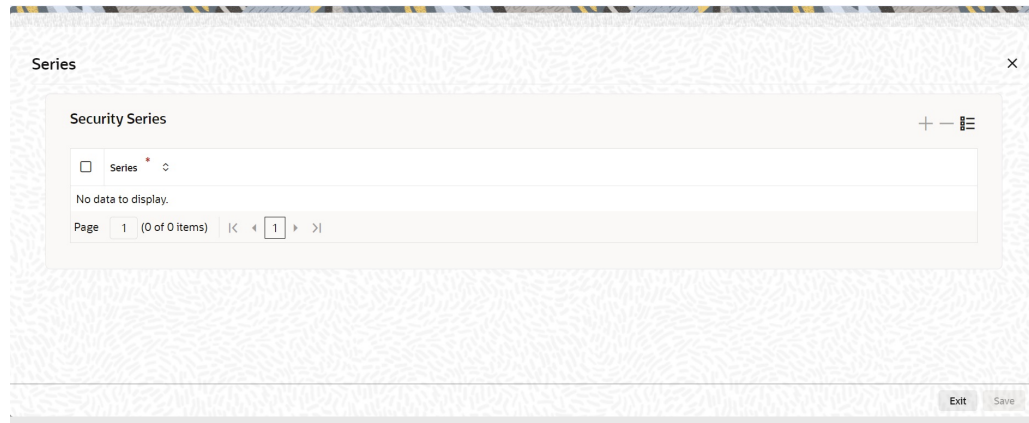 Series
Security Series
Series *
No data to display.
Page 1 (0 of 0 items) 1
Exit Save